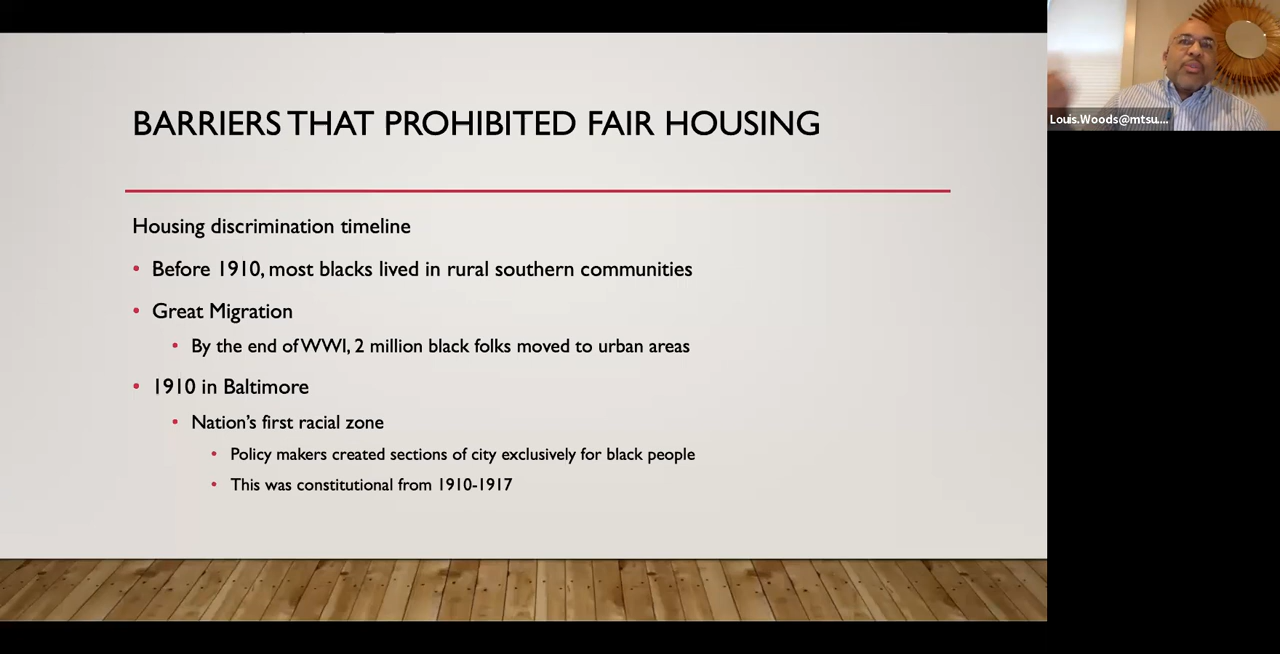 BARRIERS THAT PROHIBITED FAIR HOUSING
Louis.Woods@mtsu....
Housing discrimination timeline
• Before 1910, most blacks lived in rural southern communities
• Great Migration
• By the end of WWI, 2 million black folks moved to urban areas
• 1910 in Baltimore
• Nation's first racial zone
• Policy makers created sections of city exclusively for black people
• This was constitutional from 1910-1917